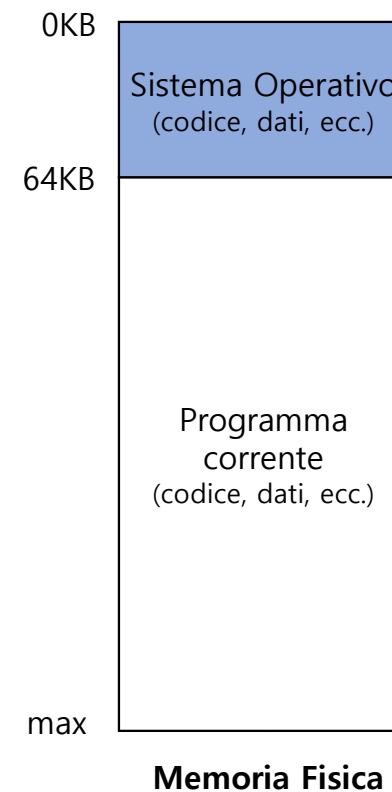 0KB
Sistema Operativo
(codice, dati, ecc.)
64KB
Programma
corrente
(codice, dati, ecc.)
max
Memoria Fisica